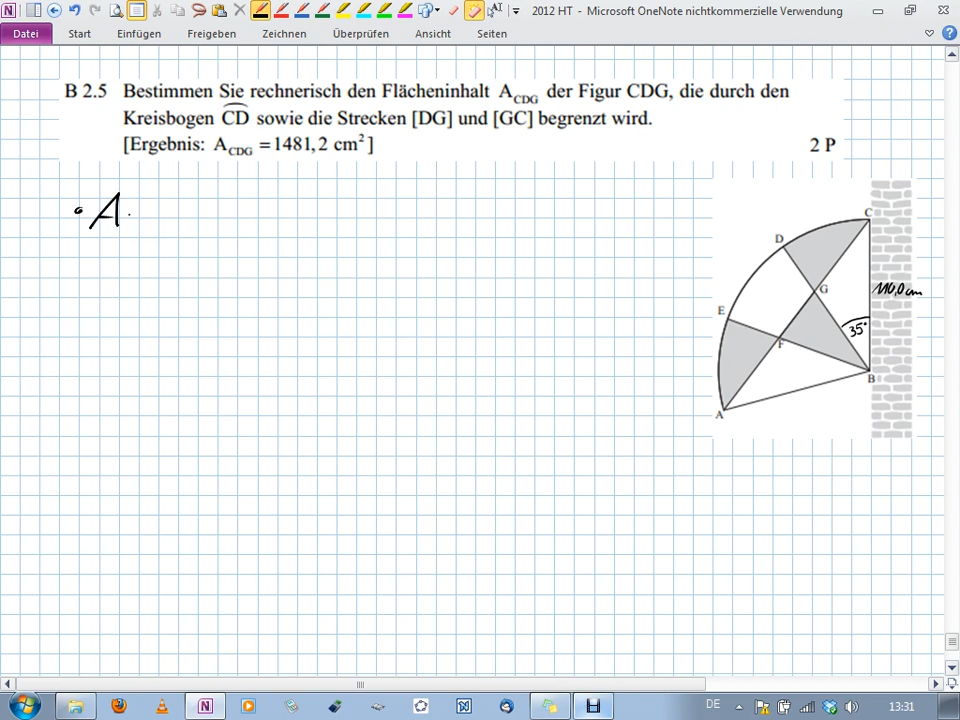 2012 HT - Microsoft OneNote nichtkommerzielle Verwendung
Datei Start Einfügen Freigeben Zeichnen Überprüfen Ansicht Seiten
B 2.5 Bestimmen Sie rechnerisch den Flächeninhalt A_CDG der Figur CDG, die durch den
Kreisbogen CD sowie die Strecken [DG] und [GC] begrenzt wird.
[Ergebnis: A_CDG = 1481,2 cm²] 2 P
A
C
D
G
110,0 cm
E
35°
F
B
A
DE 13:31